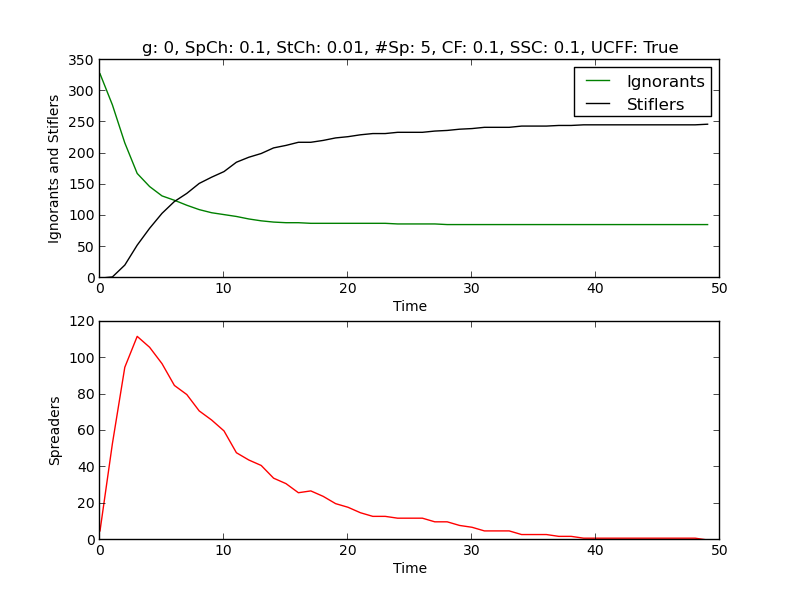 g: 0, SpCh: 0.1, StCh: 0.01, #Sp: 5, CF: 0.1, SSC: 0.1, UCFF: True
350
300
250
200
150
100
50
0
Ignorants and Stiflers
Ignorants
Stiflers
0 10 20 30 40 50
Time
120
100
80
60
40
20
0
Spreaders
0 10 20 30 40 50
Time